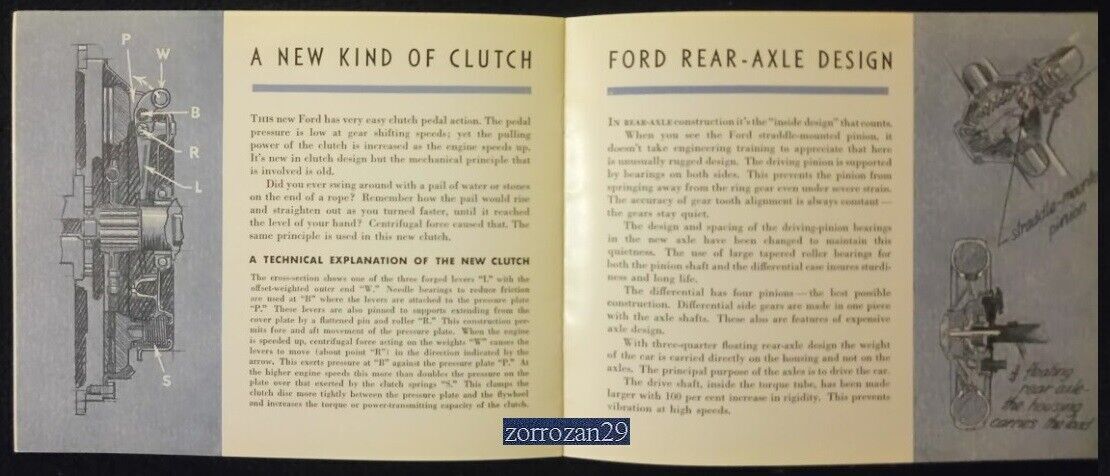 P
W
B
R
L
S
A NEW KIND OF CLUTCH
THIS new Ford has very easy clutch pedal action. The pedal
pressure is low at gear shifting speeds; yet the pulling
power of the clutch is increased as the engine speeds up.
It's new in clutch design but the mechanical principle that
is involved is old.
Did you ever swing around with a pail of water or stones
on the end of a rope? Remember how the pail would rise
and straighten out as you turned faster, until it reached
the level of your hand? Centrifugal force caused that. The
same principle is used in this new clutch.
A TECHNICAL EXPLANATION OF THE NEW CLUTCH
The cross-section shows one of the three forged levers "L" with the
offset-weighted outer end "W." Needle bearings to reduce friction
are used at "B" where the levers are attached to the pressure plate
"P." These levers are also pinned to supports extending from the
cover plate by a flattened pin and roller "R." This construction per-
mits fore and aft movement of the pressure plate. When the engine
is speeded up, centrifugal force acting on the weights "W" causes the
levers to move (about point "R") in the direction indicated by the
arrow. This exerts pressure at "B" against the pressure plate "P." At
the higher engine speeds this more than doubles the pressure on the
plate over that exerted by the clutch springs "S." This clamps the
clutch disc more tightly between the pressure plate and the flywheel
and increases the torque or power-transmitting capacity of the clutch.
FORD REAR-AXLE DESIGN
IN REAR-AXLE construction it's the "inside design" that counts.
When you see the Ford straddle-mounted pinion, it
doesn't take engineering training to appreciate that here
is unusually rugged design. The driving pinion is supported
by bearings on both sides. This prevents the pinion from
springing away from the ring gear even under severe strain.
The accuracy of gear tooth alignment is always constant—
the gears stay quiet.
The design and spacing of the driving-pinion bearings
in the new axle have been changed to maintain this
quietness. The use of large tapered roller bearings for
both the pinion shaft and the differential case insures sturdi-
ness and long life.
The differential has four pinions—the best possible
construction. Differential side gears are made in one piece
with the axle shafts. These also are features of expensive
axle design.
With three-quarter floating rear-axle design the weight
of the car is carried directly on the housing and not on the
axles. The principal purpose of the axles is to drive the car.
The drive shaft, inside the torque tube, has been made
larger with 100 per cent increase in rigidity. This prevents
vibration at high speeds.
straddle-mounted
pinion
¾ floating
rear axle-
the housing
carries the load
zorrozan29